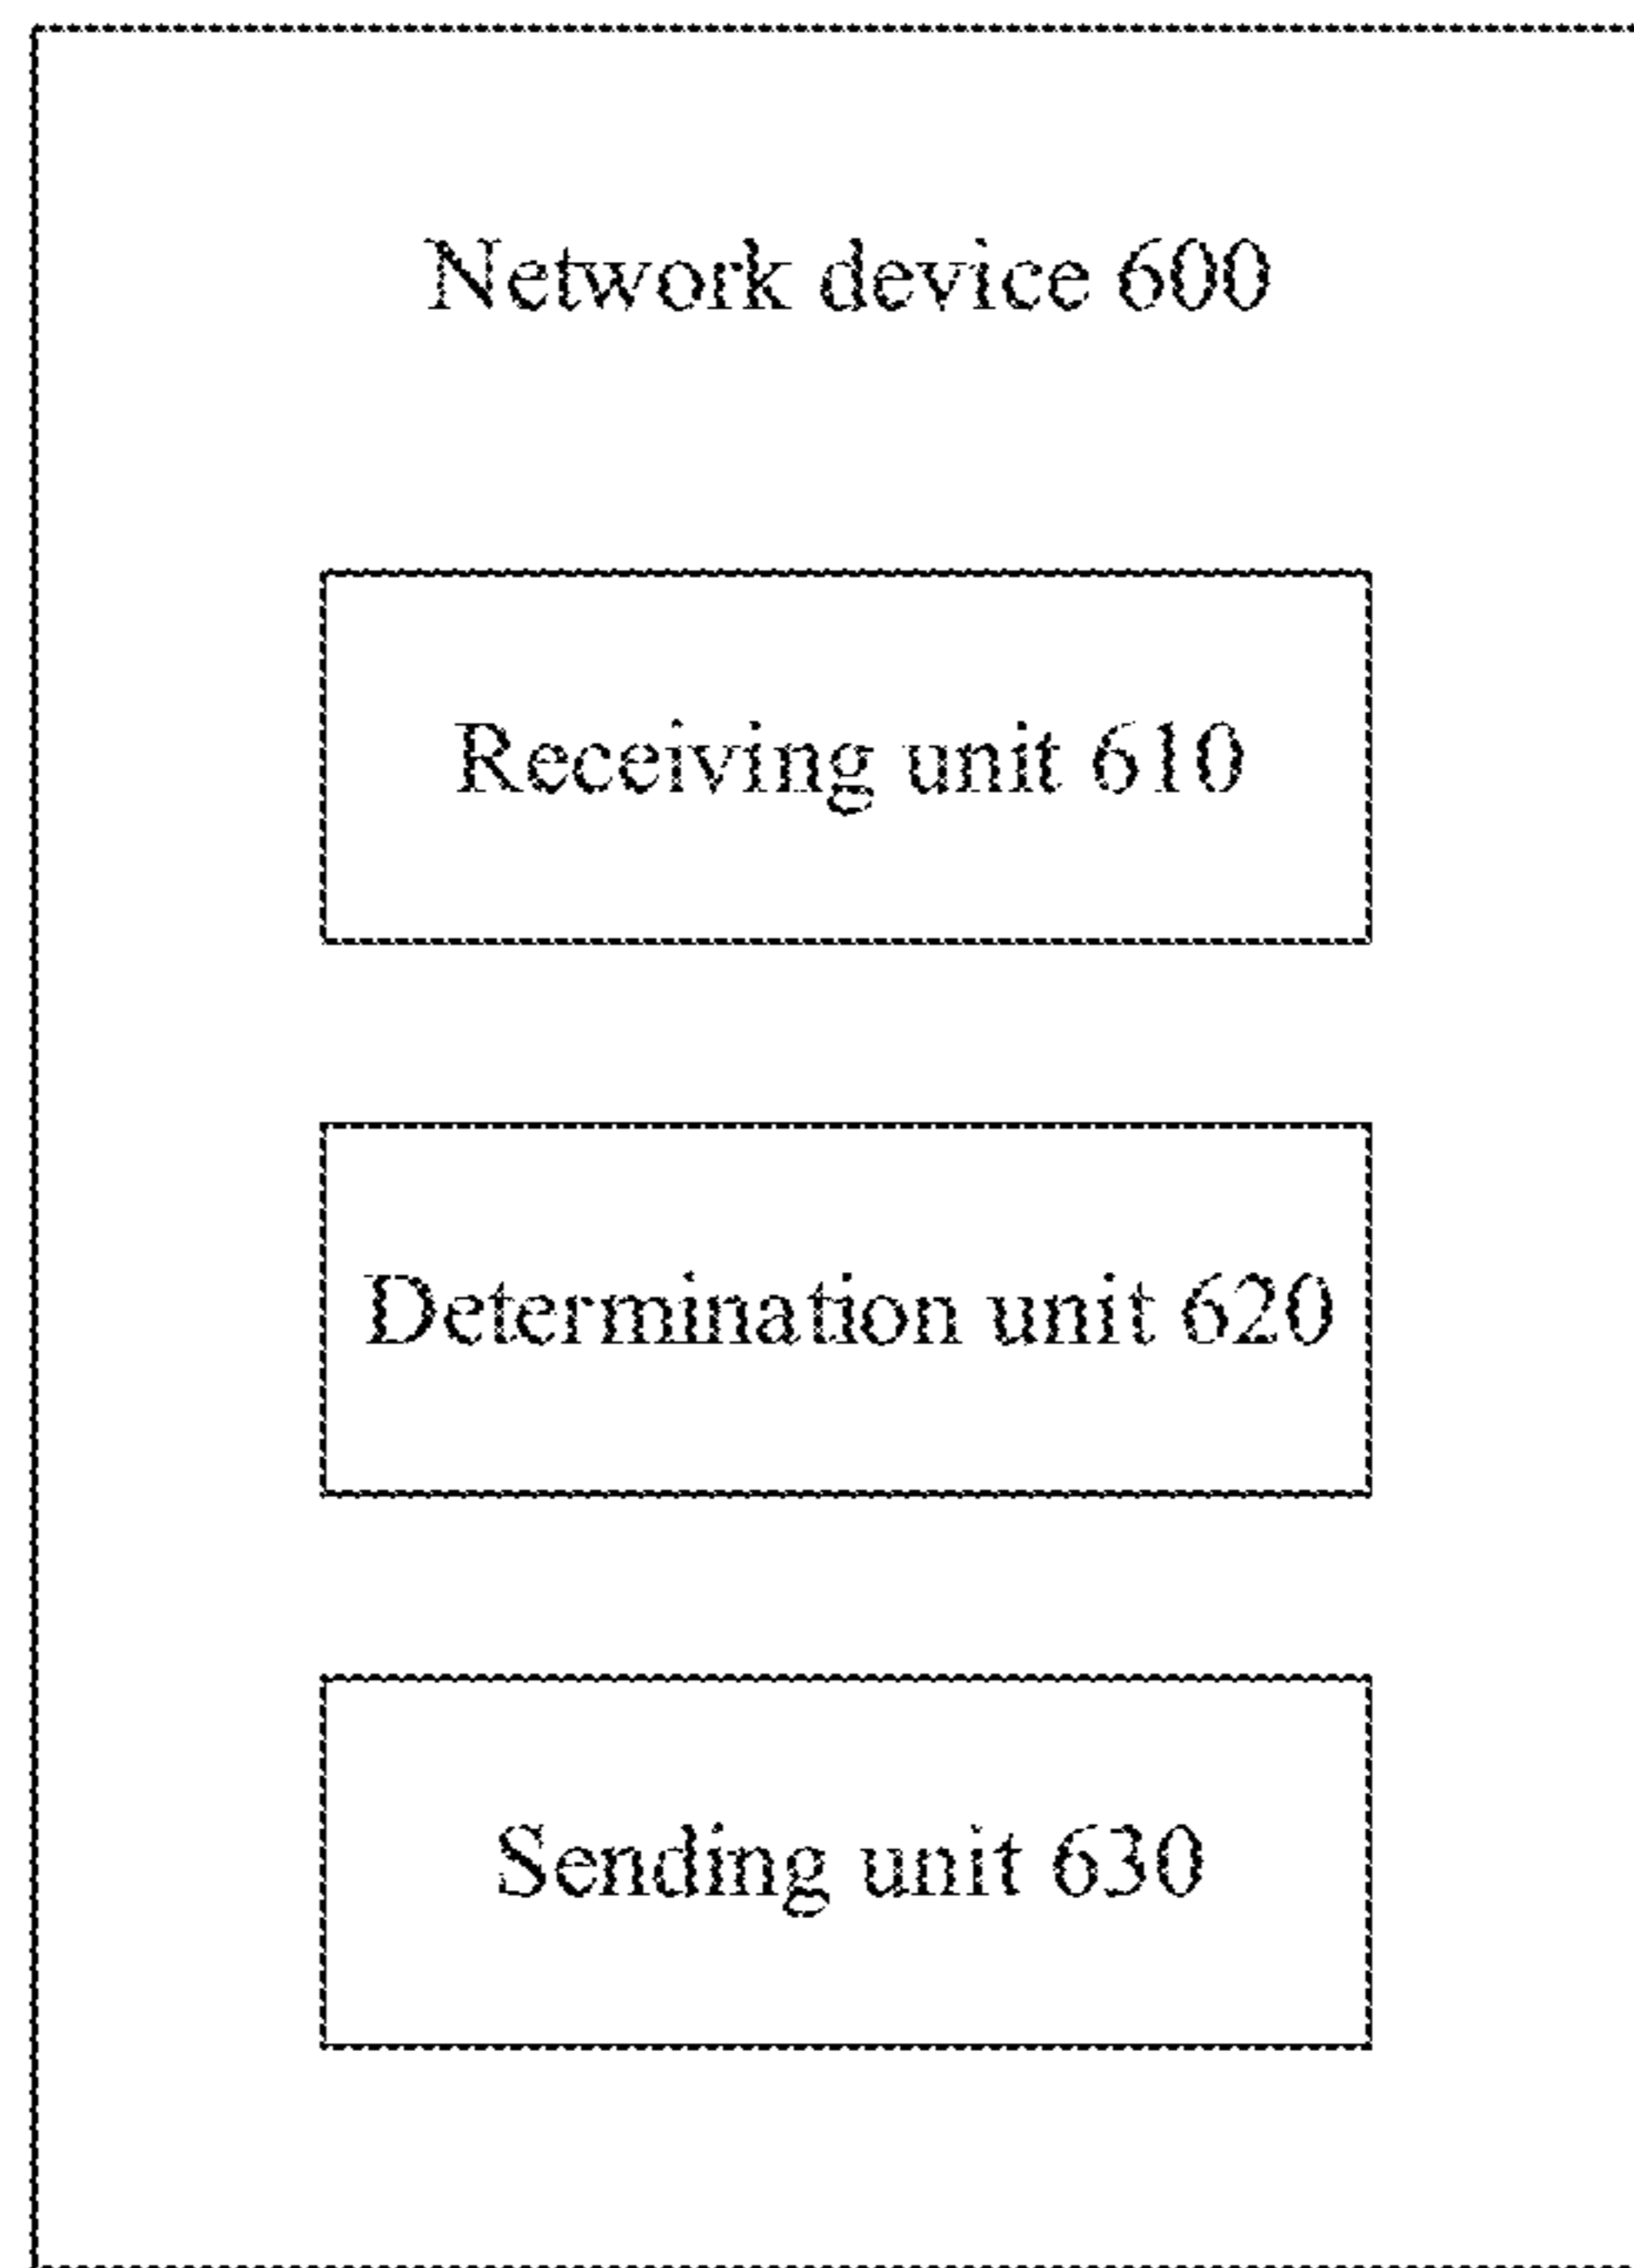 Network device 600
Receiving unit 610
Determination unit 620
Sending unit 630